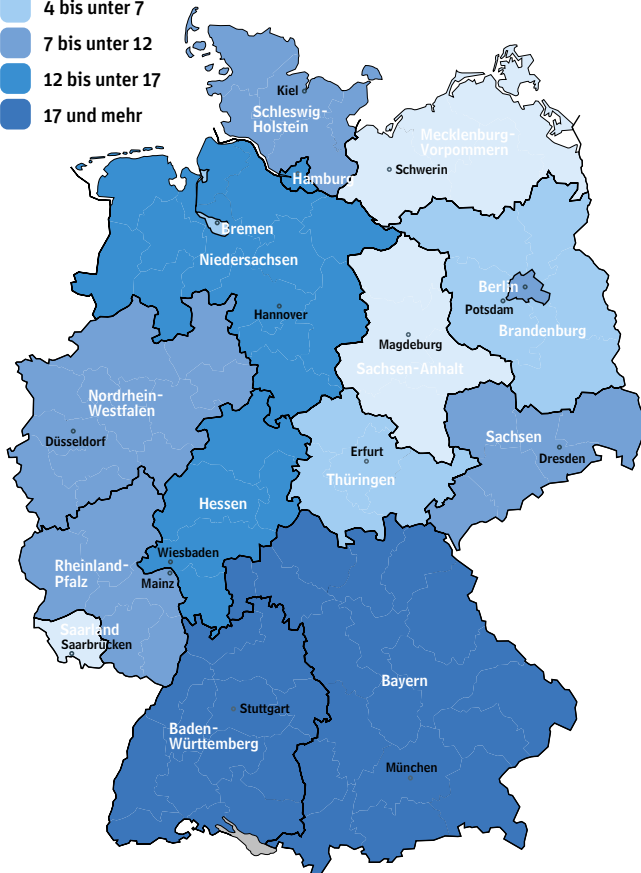 4 bis unter 7
7 bis unter 12
12 bis unter 17
17 und mehr
Kiel
Schleswig-
Holstein
Mecklenburg-
Vorpommern
Schwerin
Hamburg
Bremen
Niedersachsen
Hannover
Berlin
Potsdam
Brandenburg
Magdeburg
Sachsen-Anhalt
Nordrhein-
Westfalen
Düsseldorf
Sachsen
Dresden
Erfurt
Thüringen
Hessen
Wiesbaden
Rheinland-
Pfalz
Mainz
Saarland
Saarbrücken
Bayern
Stuttgart
Baden-
Württemberg
München